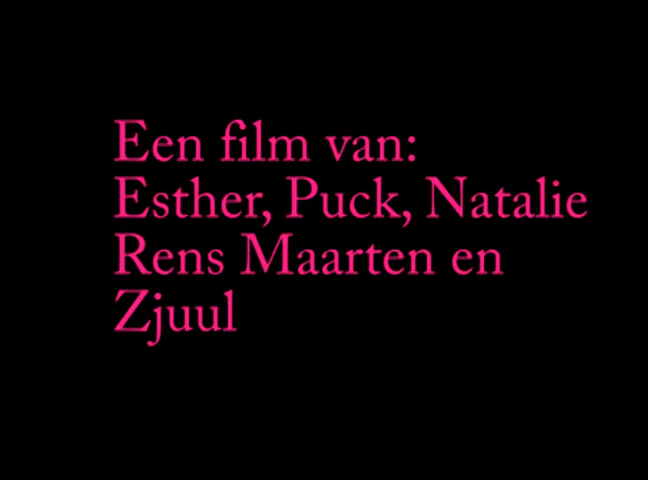 Een film van:
Esther, Puck, Natalie
Rens Maarten en
Zjuul